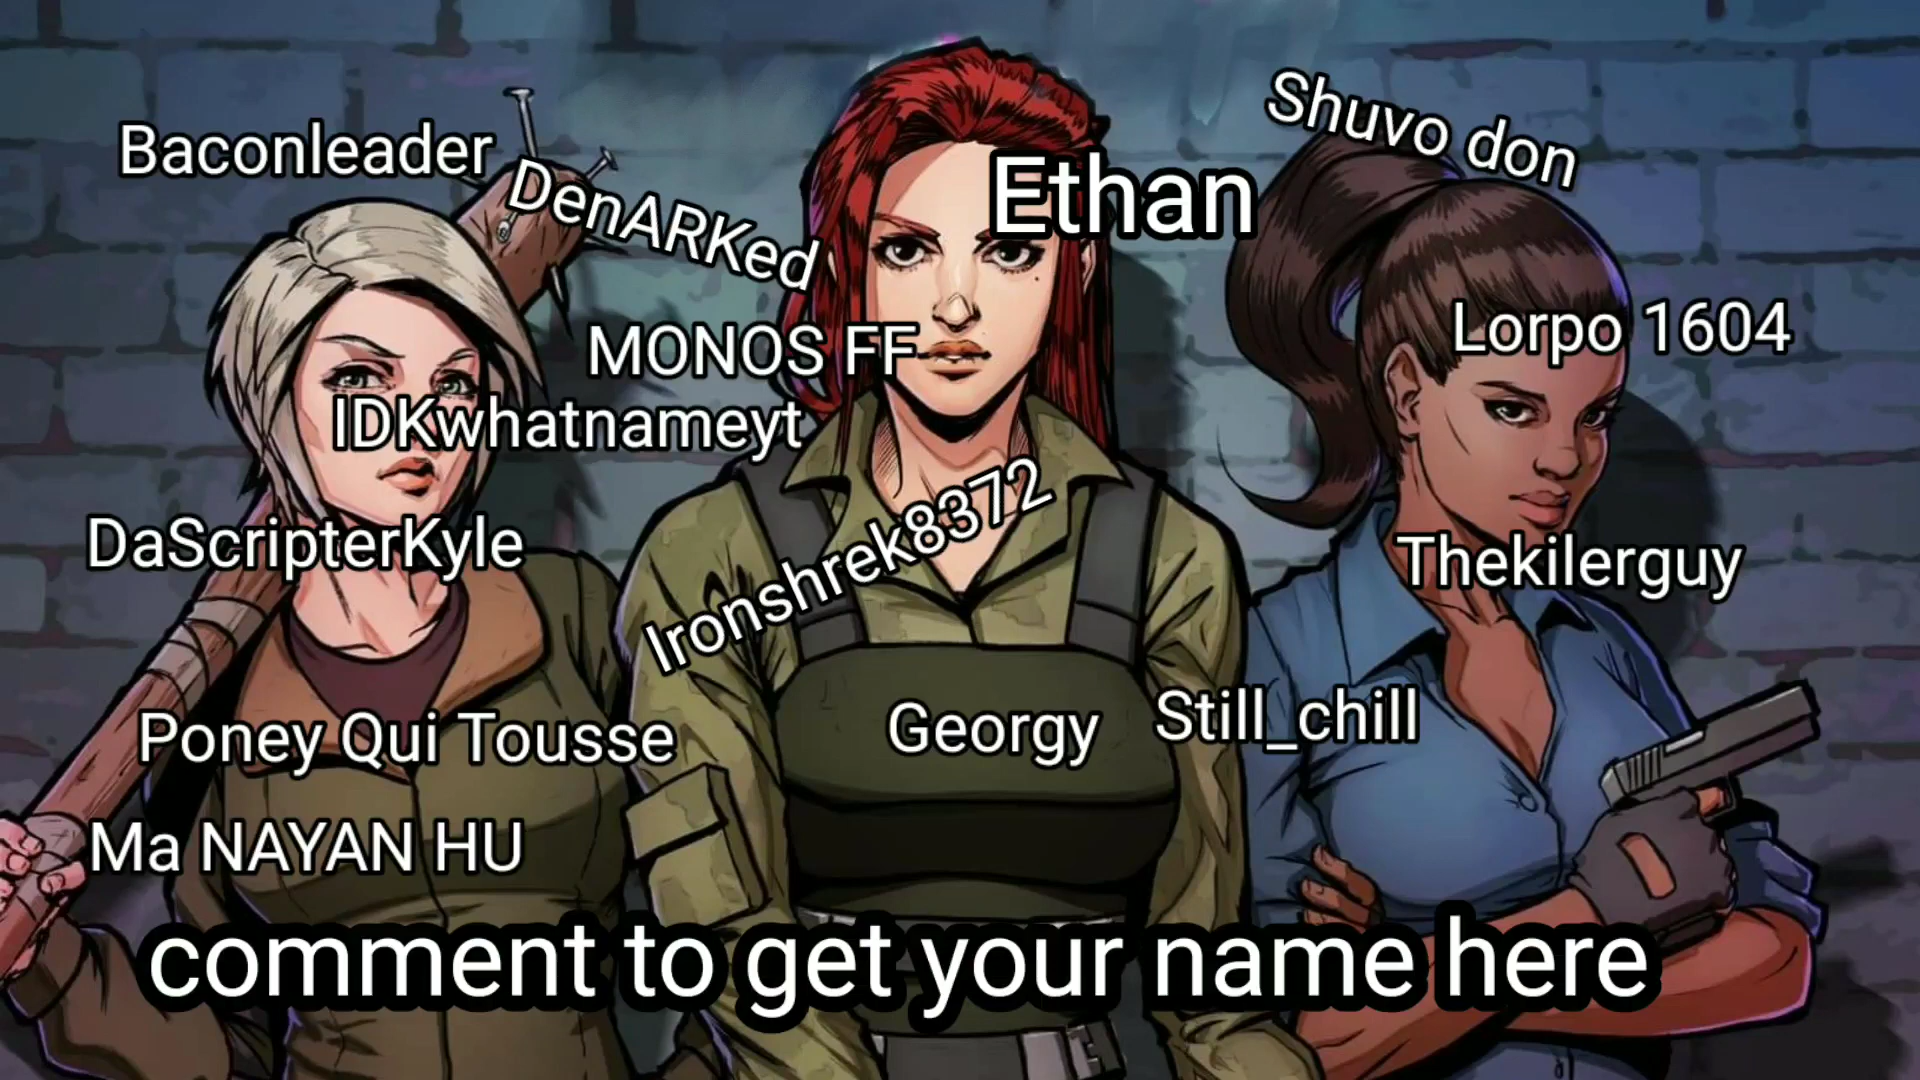 Shuvo don
Baconleader
DenARKed
Ethan
Lorpo 1604
MONOS FF
IDKwhatnameyt
DaScripterKyle
Ironshrek8372
Thekilerguy
Poney Qui Tousse
Georgy
Still_chill
Ma NAYAN HU
comment to get your name here